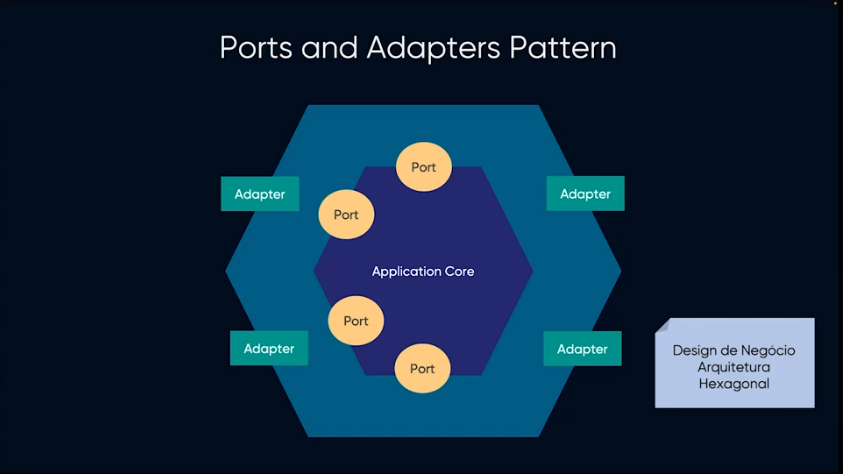 Ports and Adapters Pattern
Port
Adapter
Adapter
Port
Application Core
Port
Adapter
Adapter
Port
Design de Negócio
Arquitetura
Hexagonal